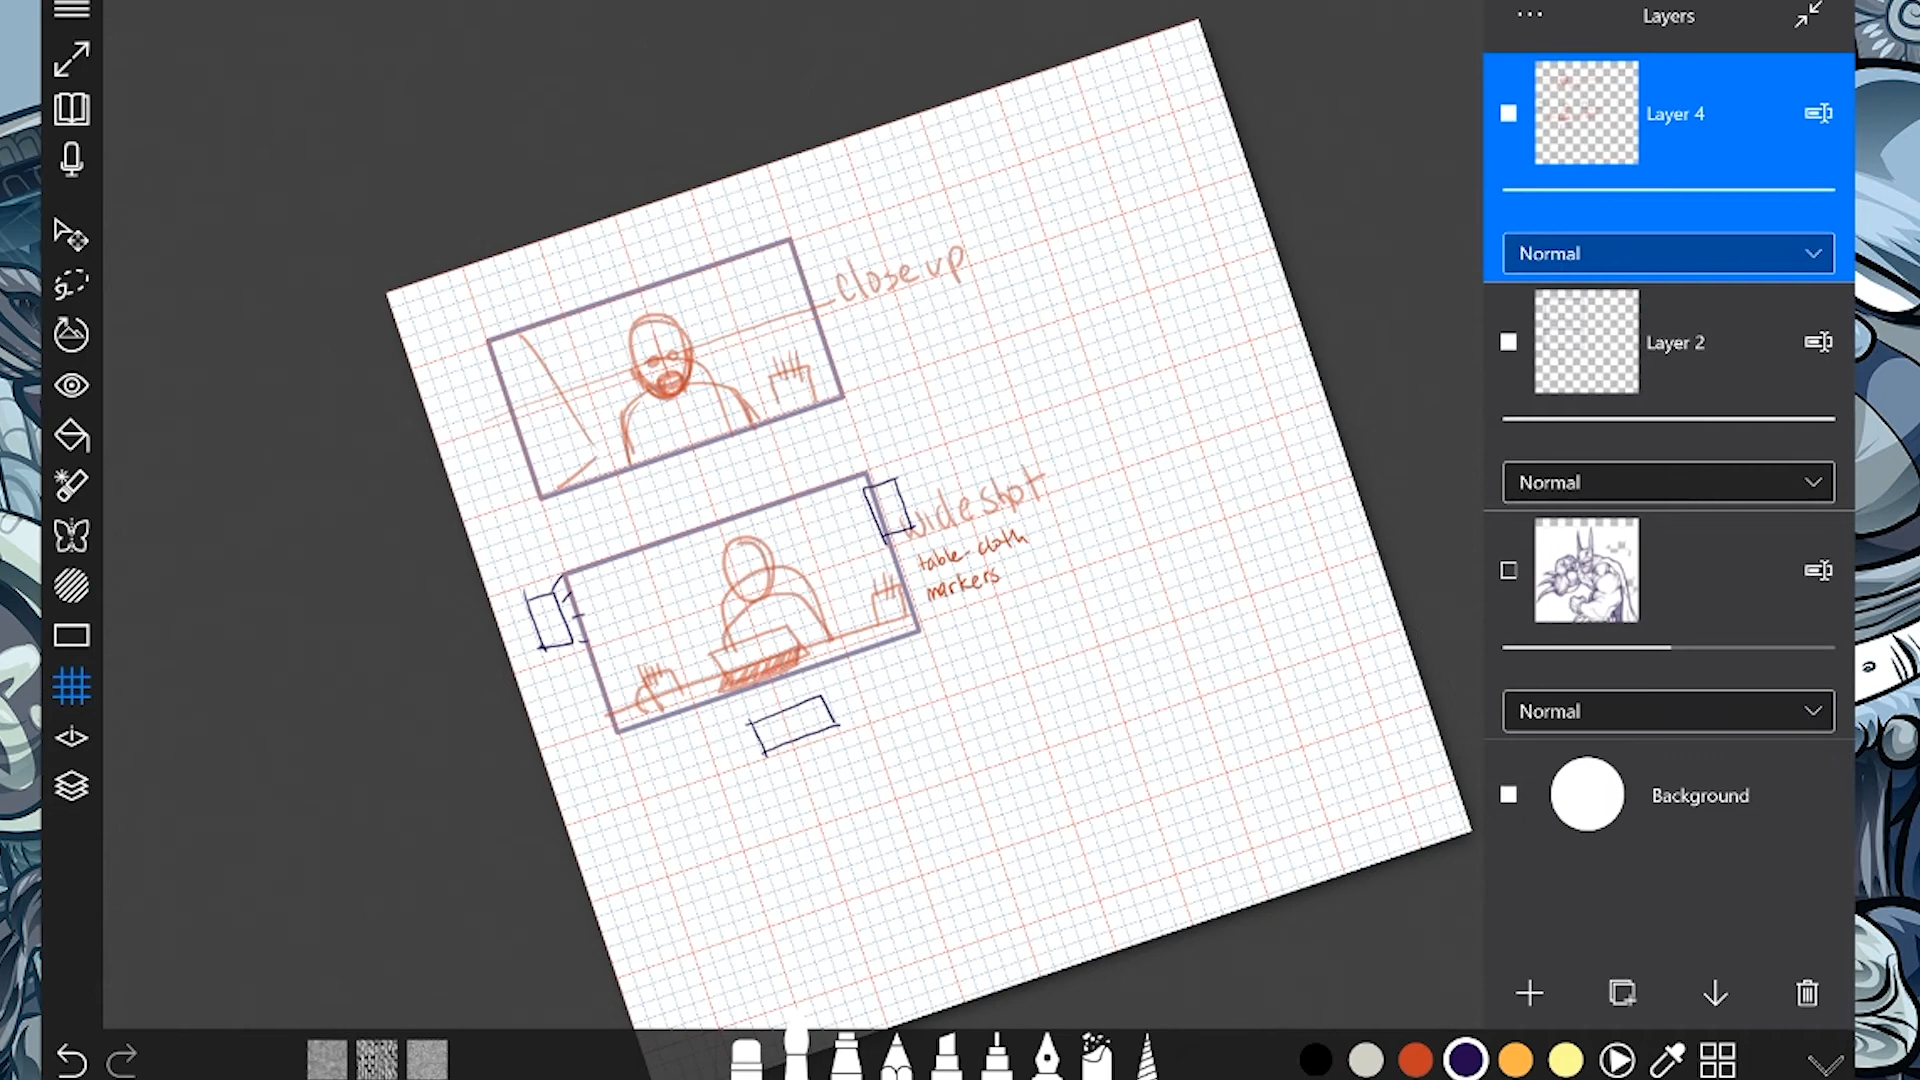 Layers
Layer 4
Normal
close up
Layer 2
Normal
wide shot
table cloth
markers
Normal
Background